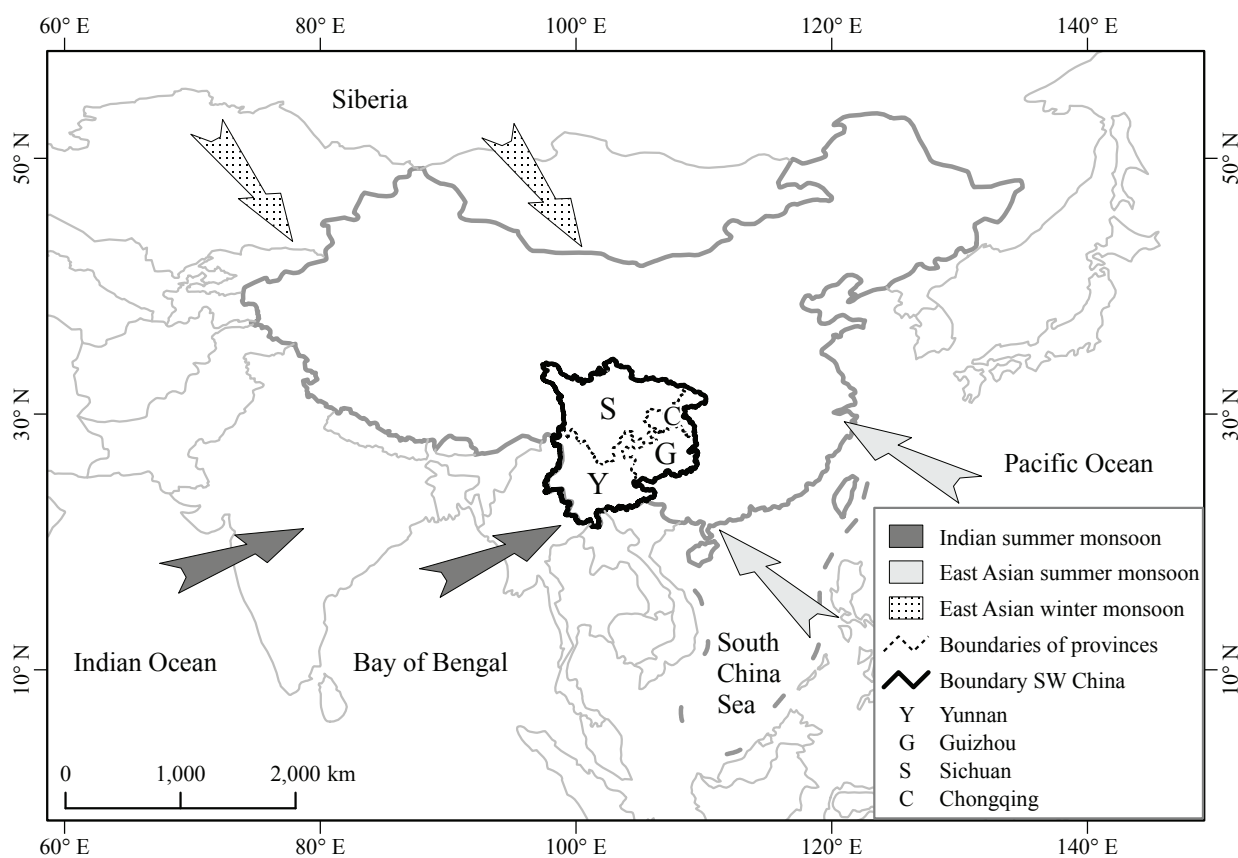 60° E
80° E
100° E
120° E
140° E
Siberia
50° N
50° N
30° N
30° N
S
C
G
Y
Pacific Ocean
Indian summer monsoon
East Asian summer monsoon
East Asian winter monsoon
Boundaries of provinces
Boundary SW China
Y Yunnan
G Guizhou
S Sichuan
C Chongqing
10° N
10° N
Indian Ocean
Bay of Bengal
South
China
Sea
0 1,000 2,000 km
60° E
80° E
100° E
120° E
140° E